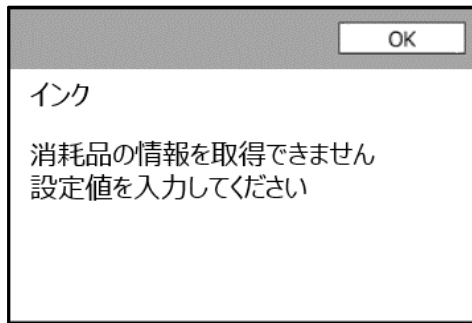 OK
インク
消耗品の情報を取得できません
設定値を入力してください